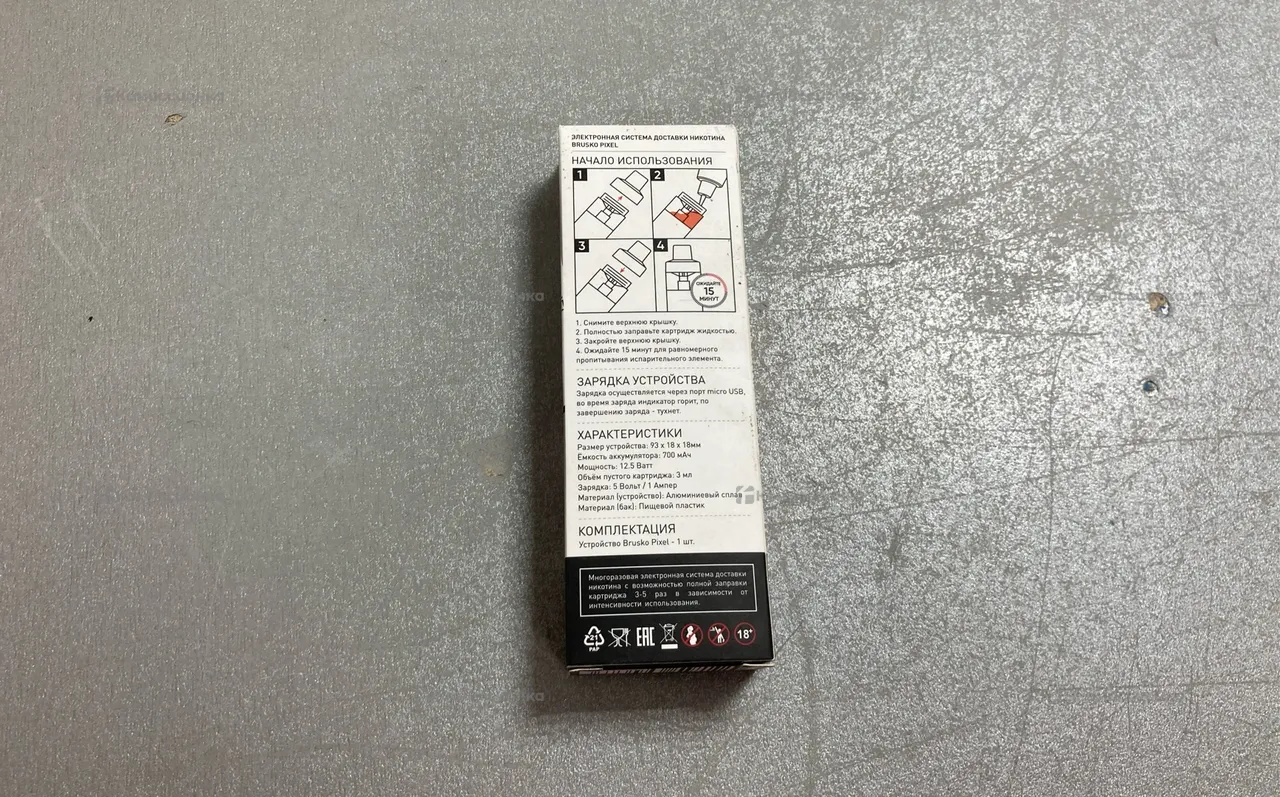 Комиссионка
ЭЛЕКТРОННАЯ СИСТЕМА ДОСТАВКИ НИКОТИНА
BRUSKO PIXEL
НАЧАЛО ИСПОЛЬЗОВАНИЯ
1
2
3
4
ОЖИДАЙТЕ
15
МИНУТ
1. Снимите верхнюю крышку.
2. Полностью заправьте картридж жидкостью.
3. Закройте верхнюю крышку.
4. Ожидайте 15 минут для равномерного
пропитывания испарительного элемента.
ЗАРЯДКА УСТРОЙСТВА
Зарядка осуществляется через порт micro USB,
во время заряда индикатор горит, по
завершению заряда - тухнет.
ХАРАКТЕРИСТИКИ
Размер устройства: 93 x 18 x 18мм
Ёмкость аккумулятора: 700 мАч
Мощность: 12.5 Ватт
Объём пустого картриджа: 3 мл
Зарядка: 5 Вольт / 1 Ампер
Материал (устройство): Алюминиевый сплав
Материал (бак): Пищевой пластик
КОМПЛЕКТАЦИЯ
Устройство Brusko Pixel - 1 шт.
Многоразовая электронная система доставки
никотина с возможностью полной заправки
картриджа 3-5 раз в зависимости от
интенсивности использования.
21
PAP
EAC
18+